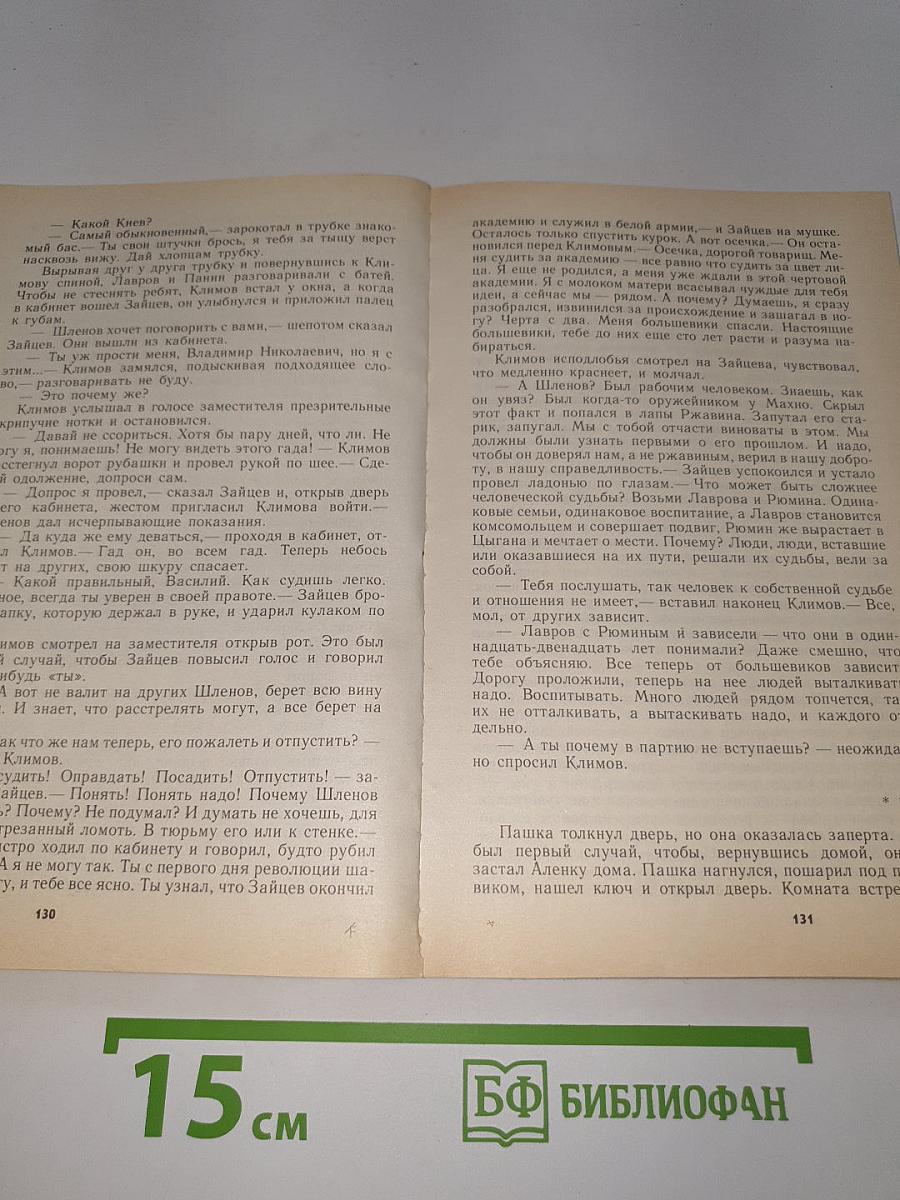 — Какой Киев?
— Самый обыкновенный,— зарокотал в трубке знако-
мый бас.— Ты свои штучки брось, я тебя за тыщу верст
насквозь вижу. Дай хлопцам трубку.
Вырывая друг у друга трубку и повернувшись к Кли-
мову спиной, Лавров и Панин разговаривали с батей.
Чтобы не стеснять ребят, Климов встал у окна, а когда
в кабинет вошел Зайцев, он улыбнулся и приложил палец
к губам.
— Шленов хочет поговорить с вами,— шепотом сказал
Зайцев. Они вышли из кабинета.
— Ты уж прости меня, Владимир Николаевич, но я с
этим...— Климов замялся, подыскивая подходящее сло-
во,— разговаривать не буду.
— Это почему же?
Климов услышал в голосе заместителя презрительные
крипучие нотки и остановился.
— Давай не ссориться. Хотя бы пару дней, что ли. Не
огу я, понимаешь! Не могу видеть этого гада! — Климов
сстегнул ворот рубашки и провел рукой по шее.— Сде-
й одолжение, допроси сам.
— Допрос я провел,— сказал Зайцев и, открыв дверь
его кабинета, жестом пригласил Климова войти.—
енов дал исчерпывающие показания.
— Да куда же ему деваться,— проходя в кабинет, от-
л Климов.— Гад он, во всем гад. Теперь небось
т на других, свою шкуру спасает.
— Какой правильный, Василий. Как судишь легко.
ное, всегда ты уверен в своей правоте.— Зайцев бро-
апку, которую держал в руке, и ударил кулаком по
имов смотрел на заместителя открыв рот. Это был
й случай, чтобы Зайцев повысил голос и говорил
ибудь «ты».
А вот не валит на других Шленов, берет всю вину
. И знает, что расстрелять могут, а все берет на
ак что же нам теперь, его пожалеть и отпустить? —
Климов.
судить! Оправдать! Посадить! Отпустить! — за-
айцев.— Понять! Понять надо! Почему Шленов
ь? Почему? Не подумал? И думать не хочешь, для
трезанный ломоть. В тюрьму его или к стенке.—
стро ходил по кабинету и говорил, будто рубил
А я не могу так. Ты с первого дня революции ша-
гу, и тебе все ясно. Ты узнал, что Зайцев окончил
130
академию и служил в белой армии,— и Зайцев на мушке.
Осталось только спустить курок. А вот осечка.— Он оста-
новился перед Климовым.— Осечка, дорогой товарищ. Ме-
ня судить за академию — все равно что судить за цвет ли-
ца. Я еще не родился, а меня уже ждали в этой чертовой
академии. Я с молоком матери всасывал чуждые для тебя
идеи, а сейчас мы — рядом. А почему? Думаешь, я сразу
разобрался, извинился за происхождение и зашагал в но-
гу? Черта с два. Меня большевики спасли. Настоящие
большевики, тебе до них еще сто лет расти и разума на-
бираться.
Климов исподлобья смотрел на Зайцева, чувствовал,
что медленно краснеет, и молчал.
— А Шленов? Был рабочим человеком. Знаешь, как
он увяз? Был когда-то оружейником у Махно. Скрыл
этот факт и попался в лапы Ржавина. Запутал его ста-
рик, запугал. Мы с тобой отчасти виноваты в этом. Мы
должны были узнать первыми о его прошлом. И надо,
чтобы он доверял нам, а не ржавиным, верил в нашу добро-
ту, в нашу справедливость.— Зайцев успокоился и устало
провел ладонью по глазам.— Что может быть сложнее
человеческой судьбы? Возьми Лаврова и Рюмина. Одина-
ковые семьи, одинаковое воспитание, а Лавров становится
комсомольцем и совершает подвиг, Рюмин же вырастает в
Цыгана и мечтает о мести. Почему? Люди, люди, вставшие
или оказавшиеся на их пути, решали их судьбы, вели за
собой.
— Тебя послушать, так человек к собственной судьбе
и отношения не имеет,— вставил наконец Климов.— Все,
мол, от других зависит.
— Лавров с Рюминым и зависели — что они в один-
надцать-двенадцать лет понимали? Даже смешно, что
тебе объясняю. Все теперь от большевиков зависит
Дорогу проложили, теперь на нее людей выталкивать
надо. Воспитывать. Много людей рядом топчется, та
их не отталкивать, а вытаскивать надо, и каждого от
дельно.
— А ты почему в партию не вступаешь? — неожида
но спросил Климов.
*
Пашка толкнул дверь, но она оказалась заперта.
был первый случай, чтобы, вернувшись домой, он
застал Аленку дома. Пашка нагнулся, пошарил под п
виком, нашел ключ и открыл дверь. Комната встре
131
15 см
БФ БИБЛИОФАН